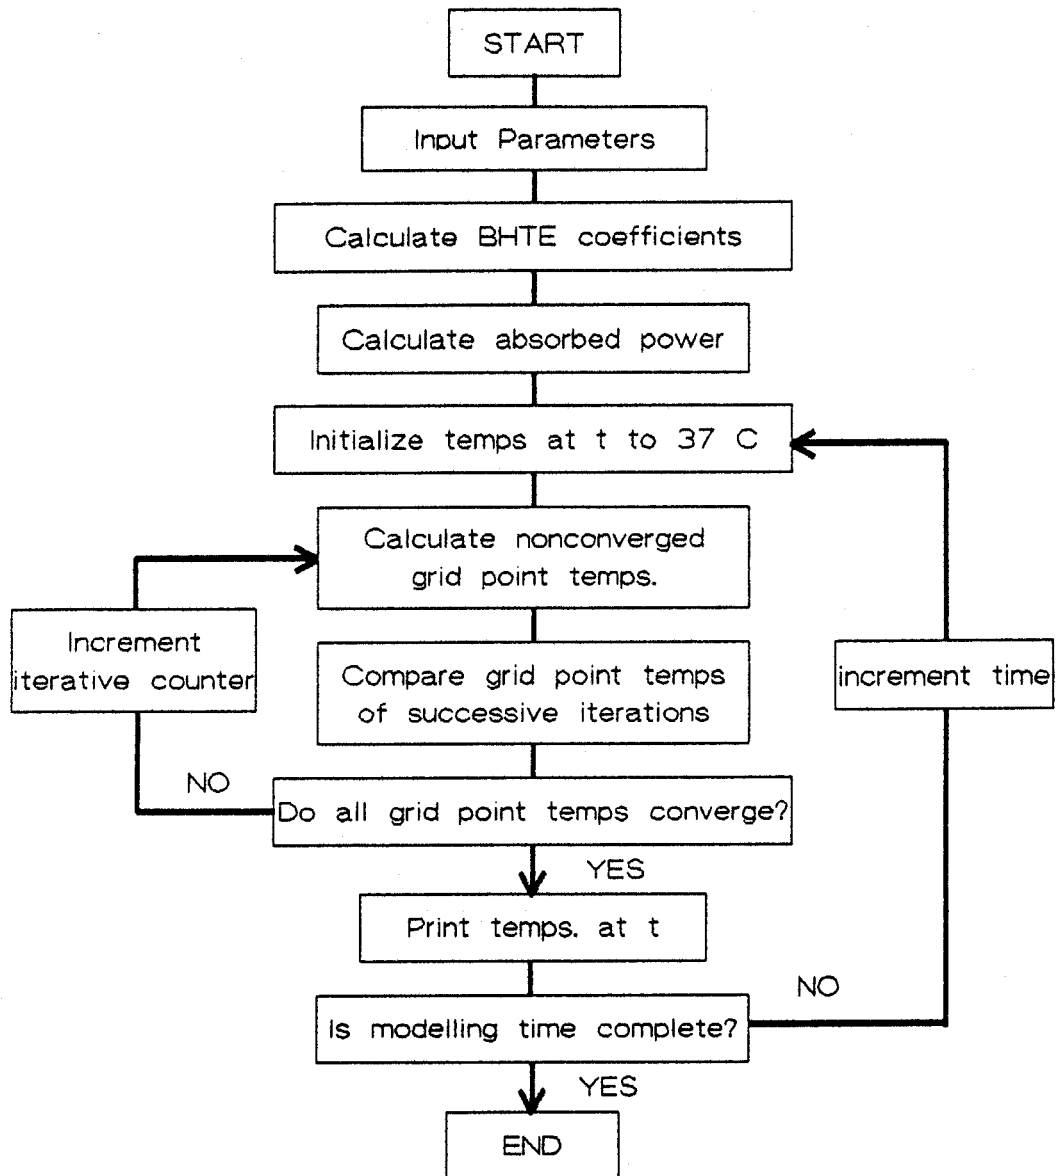 START
Input Parameters
Calculate BHTE coefficients
Calculate absorbed power
Initialize temps at t to 37 C
Calculate nonconverged
grid point temps.
Increment
iterative counter
Compare grid point temps
of successive iterations
increment time
NO
Do all grid point temps converge?
YES
Print temps. at t
NO
Is modelling time complete?
YES
END